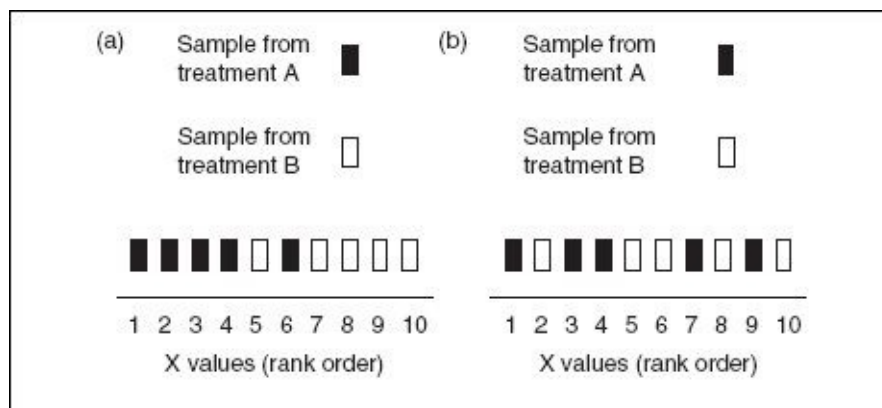 (a)
Sample from
treatment A
Sample from
treatment B
1 2 3 4 5 6 7 8 9 10
X values (rank order)
(b)
Sample from
treatment A
Sample from
treatment B
1 2 3 4 5 6 7 8 9 10
X values (rank order)